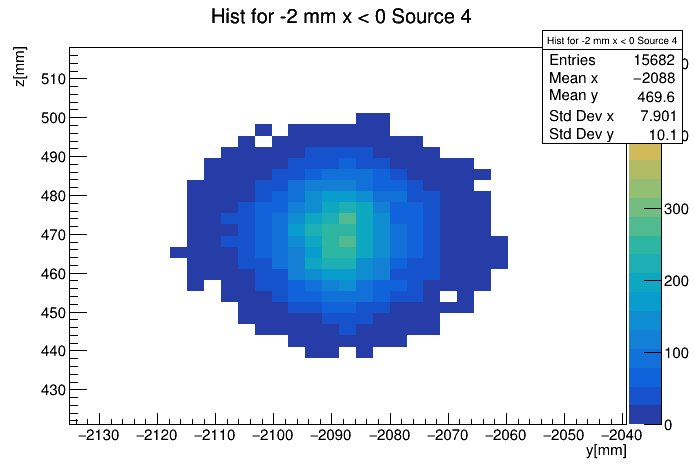 Hist for -2 mm x < 0 Source 4
z[mm]
Hist for -2 mm x < 0 Source 4
Entries 15682
Mean x −2088
Mean y 469.6
Std Dev x 7.901
Std Dev y 10.1
510
500
490
480
470
460
450
440
430
0
0
300
200
100
0
−2130 −2120 −2110 −2100 −2090 −2080 −2070 −2060 −2050 −2040
y[mm]